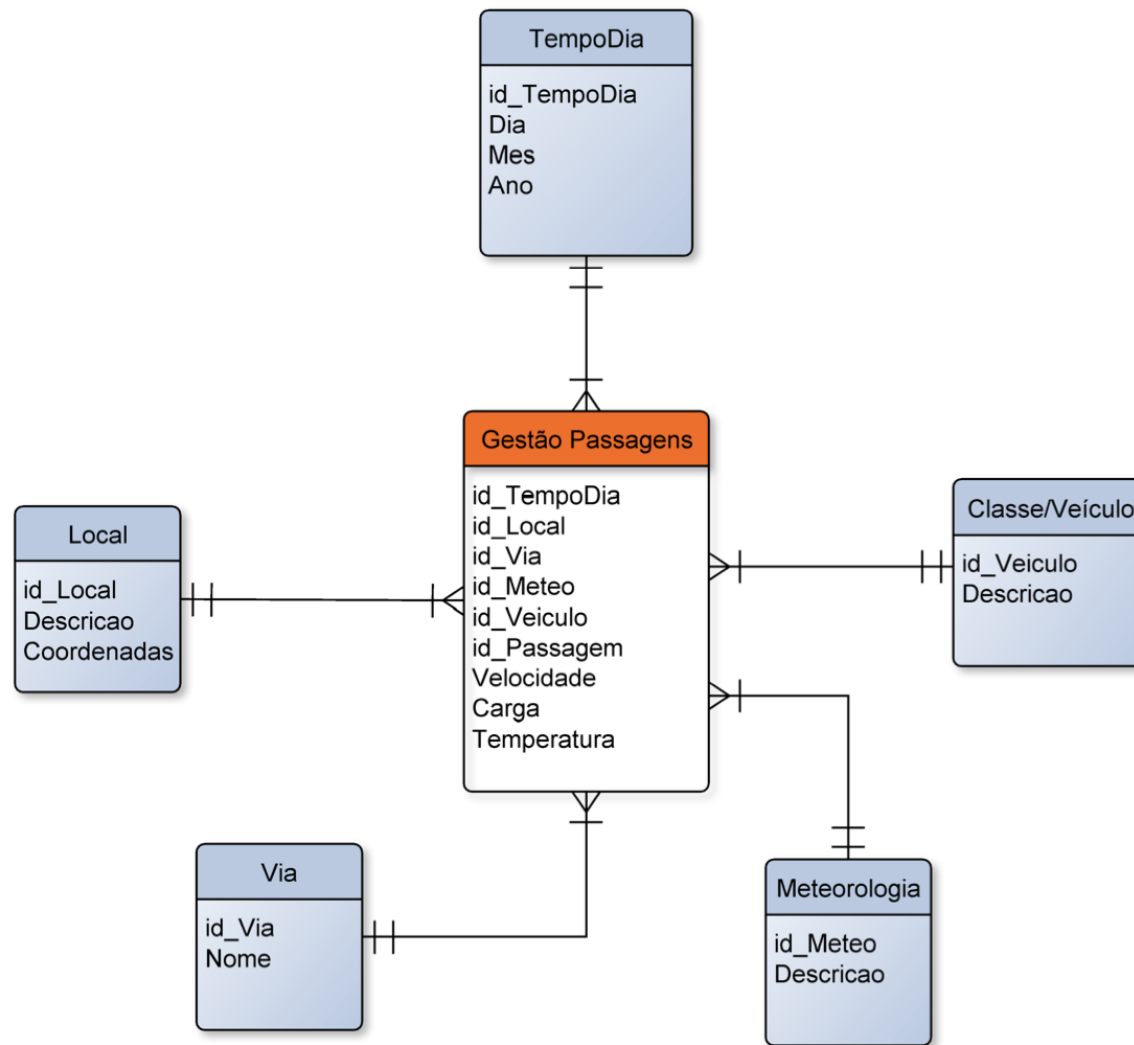 TempoDia
id_TempoDia
Dia
Mes
Ano
Gestão Passagens
id_TempoDia
id_Local
id_Via
id_Meteo
id_Veiculo
id_Passagem
Velocidade
Carga
Temperatura
Local
id_Local
Descricao
Coordenadas
Classe/Veículo
id_Veiculo
Descricao
Via
id_Via
Nome
Meteorologia
id_Meteo
Descricao